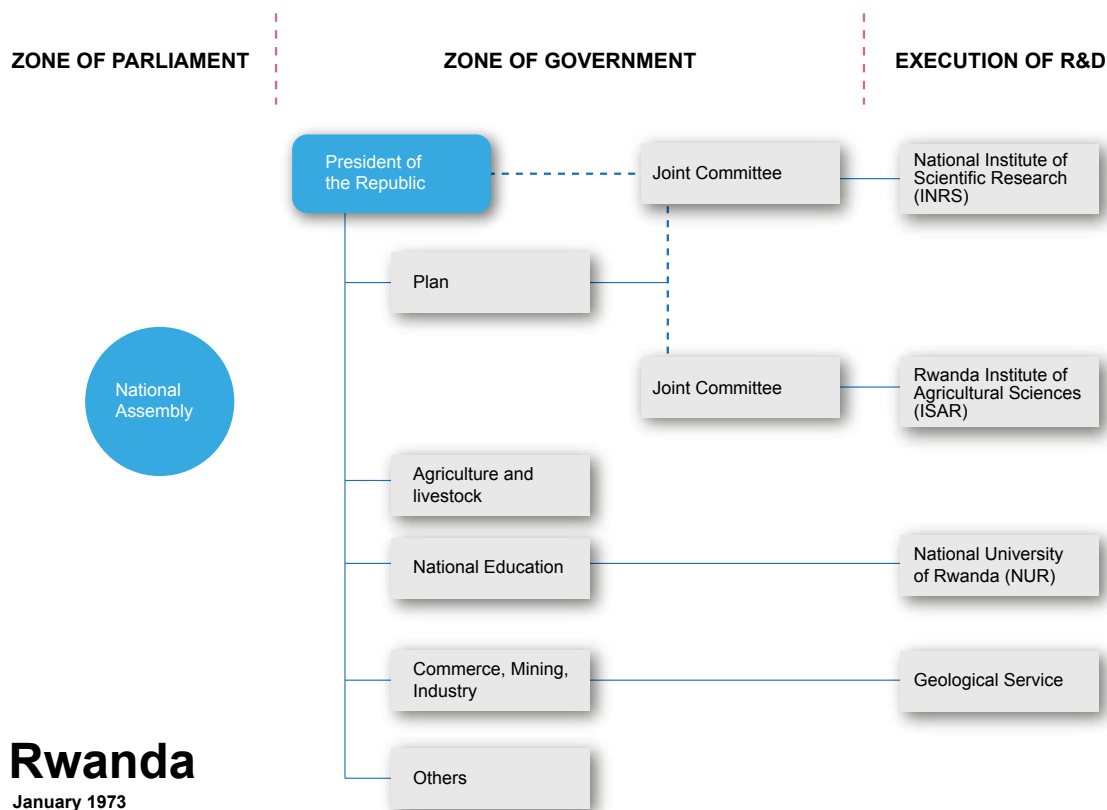 ZONE OF PARLIAMENT
ZONE OF GOVERNMENT
EXECUTION OF R&D
President of
the Republic
Joint Committee
National Institute of
Scientific Research
(INRS)
Plan
National
Assembly
Joint Committee
Rwanda Institute of
Agricultural Sciences
(ISAR)
Agriculture and
livestock
National Education
National University
of Rwanda (NUR)
Commerce, Mining,
Industry
Geological Service
Others
Rwanda
January 1973